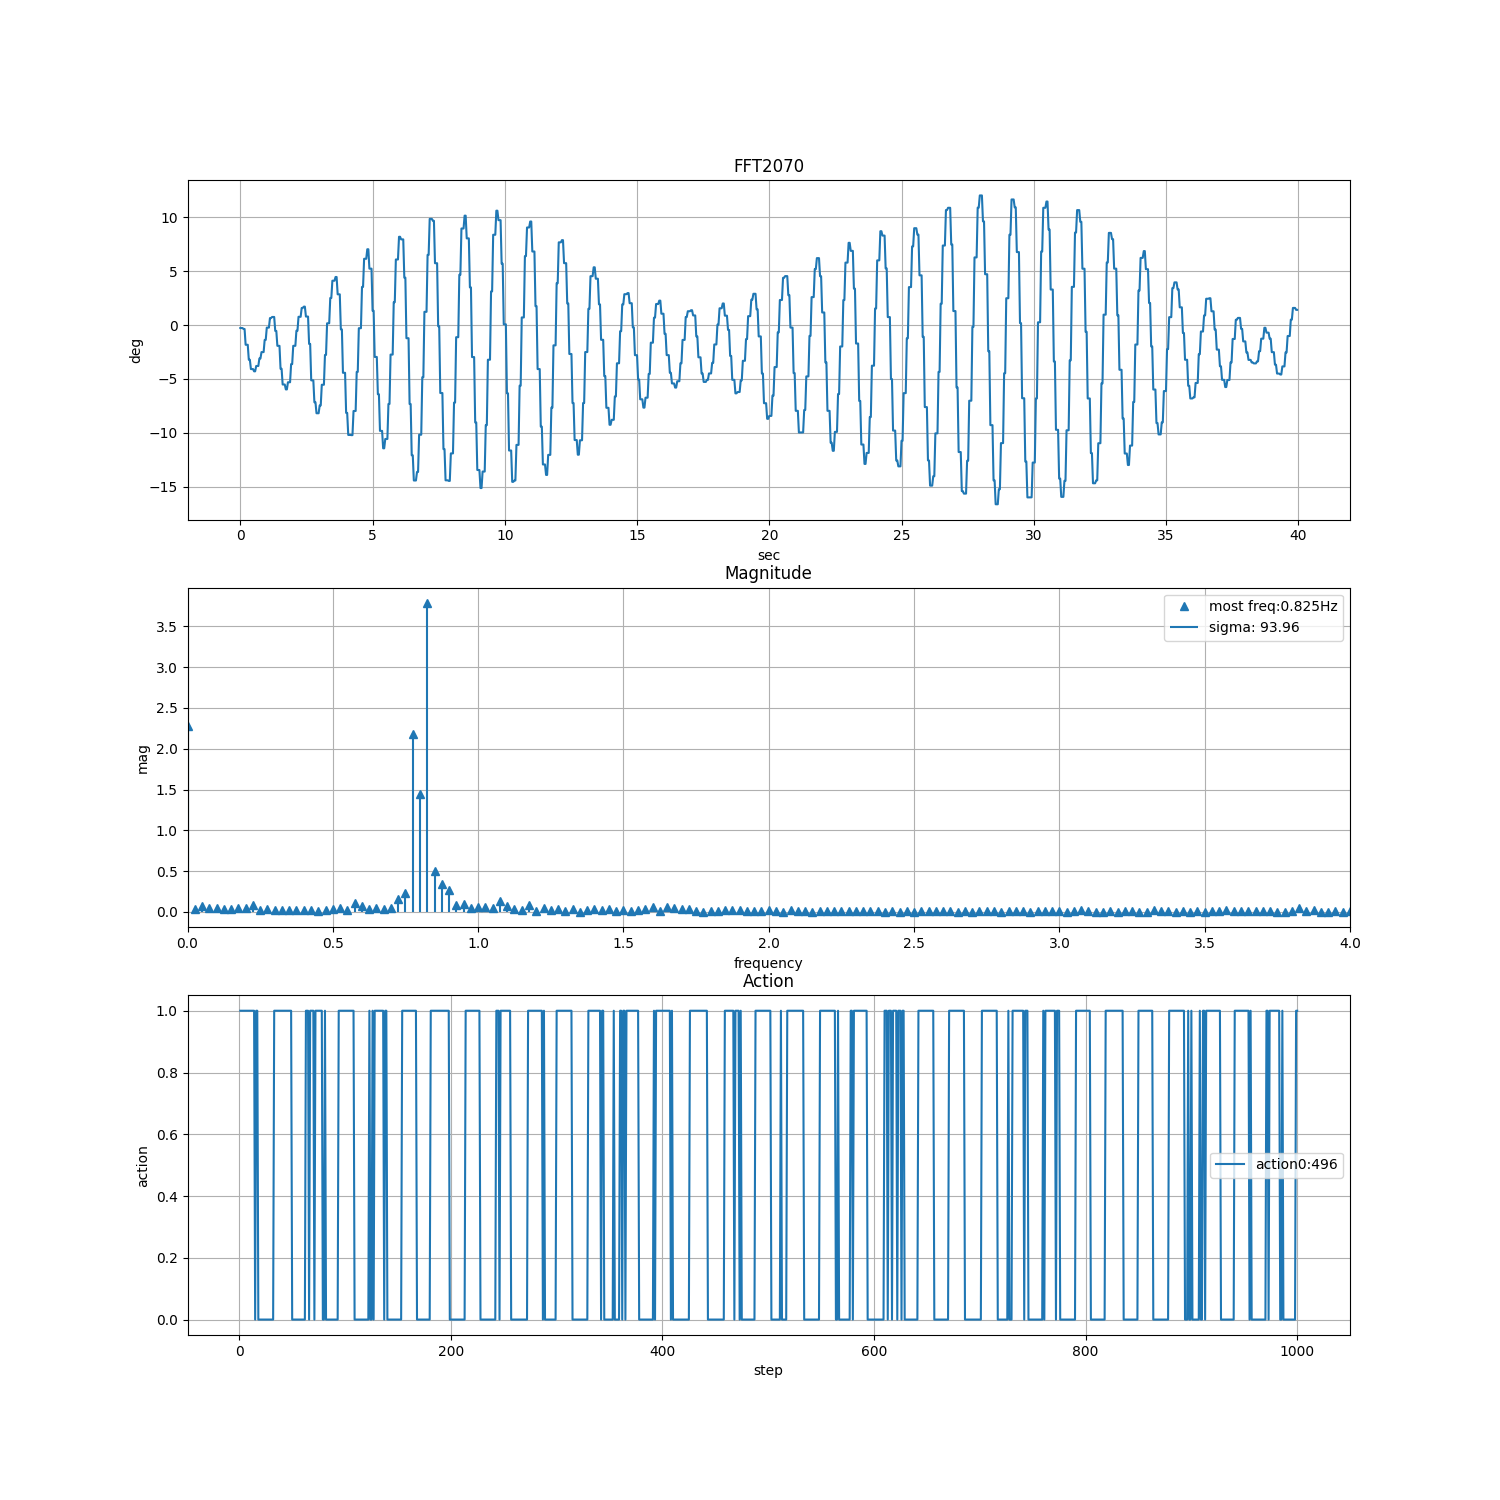 FFT2070
10
5
0
−5
−10
−15
deg
0 5 10 15 20 25 30 35 40
sec
Magnitude
most freq:0.825Hz
sigma: 93.96
3.5
3.0
2.5
2.0
1.5
1.0
0.5
0.0
mag
0.0 0.5 1.0 1.5 2.0 2.5 3.0 3.5 4.0
frequency
Action
1.0
0.8
0.6
0.4
0.2
0.0
action
action0:496
0 200 400 600 800 1000
step